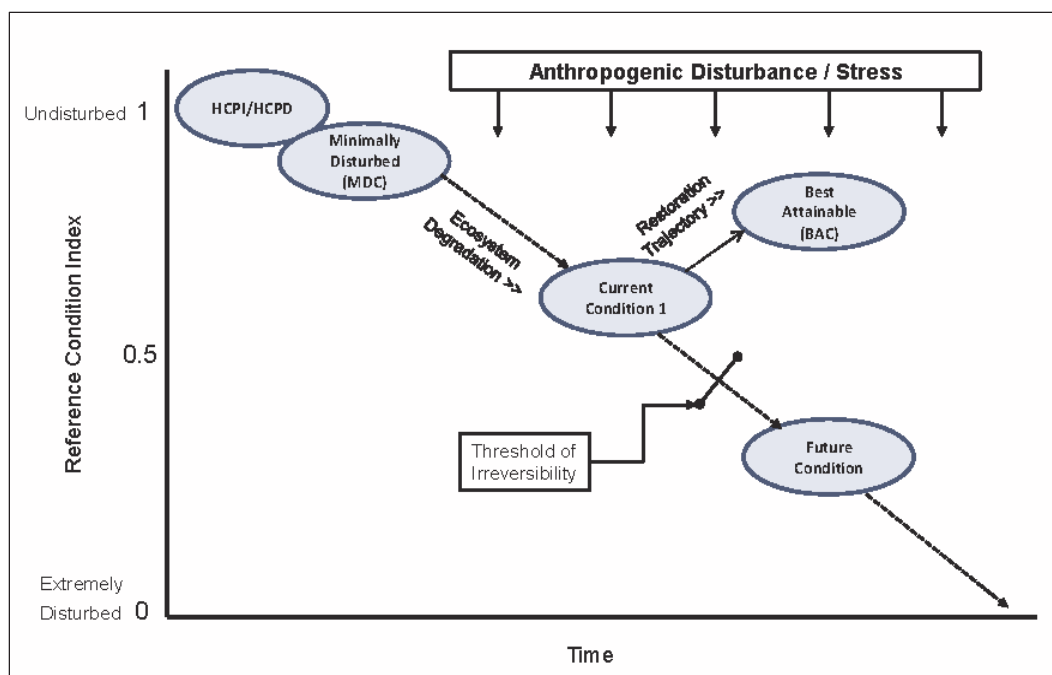 Anthropogenic Disturbance / Stress
Undisturbed 1
HCPI/HCPD
Minimally
Disturbed
(MDC)
Ecosystem
Degradation >>
Restoration
Trajectory >>
Best
Attainable
(BAC)
Current
Condition 1
Reference Condition Index
0.5
Threshold of
Irreversibility
Future
Condition
Extremely
Disturbed 0
Time